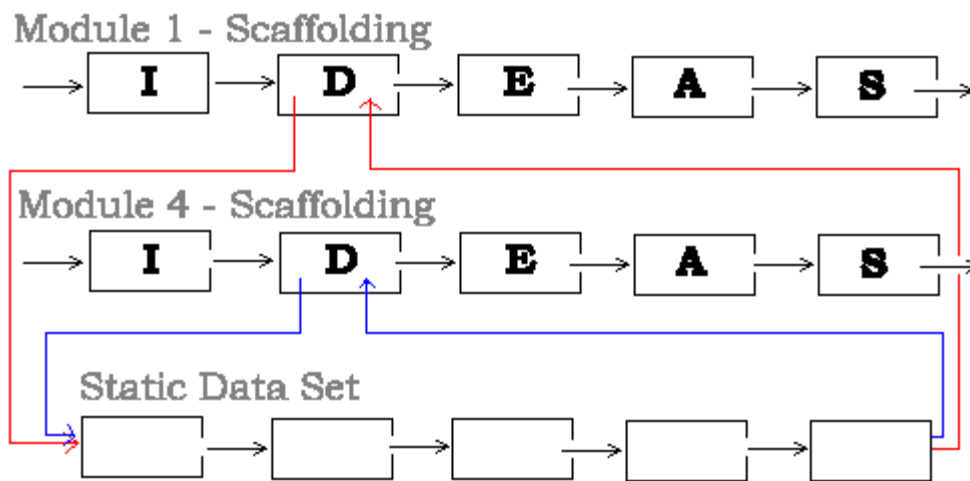 Module 1 - Scaffolding
I D E A S
Module 4 - Scaffolding
I D E A S
Static Data Set